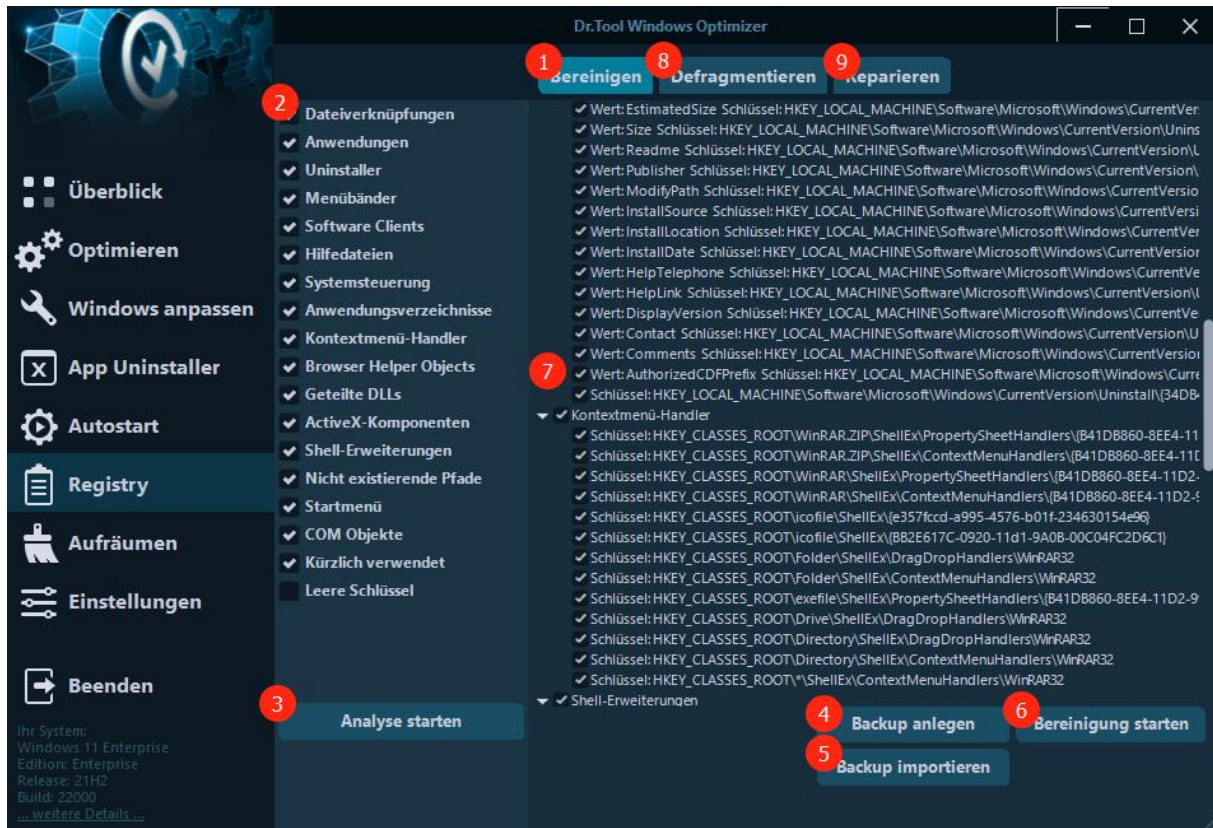 Dr.Tool Windows Optimizer
1
Bereinigen
8
Defragmentieren
9
Reparieren
Überblick
Optimieren
Windows anpassen
App Uninstaller
Autostart
Registry
Aufräumen
Einstellungen
Beenden
Ihr System:
Windows 11 Enterprise
Edition: Enterprise
Release: 21H2
Build: 22000
... weitere Details ...
2
Dateiverknüpfungen
Anwendungen
Uninstaller
Menübänder
Software Clients
Hilfedateien
Systemsteuerung
Anwendungsverzeichnisse
Kontextmenü-Handler
Browser Helper Objects
Geteilte DLLs
ActiveX-Komponenten
Shell-Erweiterungen
Nicht existierende Pfade
Startmenü
COM Objekte
Kürzlich verwendet
Leere Schlüssel
3
Analyse starten
Wert:EstimatedSize Schlüssel:HKEY_LOCAL_MACHINE\Software\Microsoft\Windows\CurrentVer
Wert:Size Schlüssel:HKEY_LOCAL_MACHINE\Software\Microsoft\Windows\CurrentVersion\Unins
Wert:Readme Schlüssel:HKEY_LOCAL_MACHINE\Software\Microsoft\Windows\CurrentVersion\
Wert:Publisher Schlüssel:HKEY_LOCAL_MACHINE\Software\Microsoft\Windows\CurrentVersion\
Wert:ModifyPath Schlüssel:HKEY_LOCAL_MACHINE\Software\Microsoft\Windows\CurrentVersio
Wert:InstallSource Schlüssel:HKEY_LOCAL_MACHINE\Software\Microsoft\Windows\CurrentVersi
Wert:InstallLocation Schlüssel:HKEY_LOCAL_MACHINE\Software\Microsoft\Windows\CurrentVer
Wert:InstallDate Schlüssel:HKEY_LOCAL_MACHINE\Software\Microsoft\Windows\CurrentVersion
Wert:HelpTelephone Schlüssel:HKEY_LOCAL_MACHINE\Software\Microsoft\Windows\CurrentVe
Wert:HelpLink Schlüssel:HKEY_LOCAL_MACHINE\Software\Microsoft\Windows\CurrentVersion\
Wert:DisplayVersion Schlüssel:HKEY_LOCAL_MACHINE\Software\Microsoft\Windows\CurrentVe
Wert:Contact Schlüssel:HKEY_LOCAL_MACHINE\Software\Microsoft\Windows\CurrentVersion\U
Wert:Comments Schlüssel:HKEY_LOCAL_MACHINE\Software\Microsoft\Windows\CurrentVersion
7
Wert:AuthorizedCDFPrefix Schlüssel:HKEY_LOCAL_MACHINE\Software\Microsoft\Windows\Curre
Schlüssel:HKEY_LOCAL_MACHINE\Software\Microsoft\Windows\CurrentVersion\Uninstall\{34DB
Kontextmenü-Handler
Schlüssel:HKEY_CLASSES_ROOT\WinRAR.ZIP\ShellEx\PropertySheetHandlers\{B41DB860-8EE4-11
Schlüssel:HKEY_CLASSES_ROOT\WinRAR.ZIP\ShellEx\ContextMenuHandlers\{B41DB860-8EE4-11D
Schlüssel:HKEY_CLASSES_ROOT\WinRAR\ShellEx\PropertySheetHandlers\{B41DB860-8EE4-11D2-
Schlüssel:HKEY_CLASSES_ROOT\WinRAR\ShellEx\ContextMenuHandlers\{B41DB860-8EE4-11D2-9
Schlüssel:HKEY_CLASSES_ROOT\icofile\ShellEx\{e357fccd-a995-4576-b01f-234630154e96}
Schlüssel:HKEY_CLASSES_ROOT\icofile\ShellEx\{BB2E617C-0920-11d1-9A0B-00C04FC2D6C1}
Schlüssel:HKEY_CLASSES_ROOT\Folder\ShellEx\DragDropHandlers\WinRAR32
Schlüssel:HKEY_CLASSES_ROOT\Folder\ShellEx\ContextMenuHandlers\WinRAR32
Schlüssel:HKEY_CLASSES_ROOT\exefile\ShellEx\PropertySheetHandlers\{B41DB860-8EE4-11D2-9
Schlüssel:HKEY_CLASSES_ROOT\Drive\ShellEx\DragDropHandlers\WinRAR32
Schlüssel:HKEY_CLASSES_ROOT\Directory\ShellEx\DragDropHandlers\WinRAR32
Schlüssel:HKEY_CLASSES_ROOT\Directory\ShellEx\ContextMenuHandlers\WinRAR32
Schlüssel:HKEY_CLASSES_ROOT\*\ShellEx\ContextMenuHandlers\WinRAR32
Shell-Erweiterungen
4
Backup anlegen
6
Bereinigung starten
5
Backup importieren